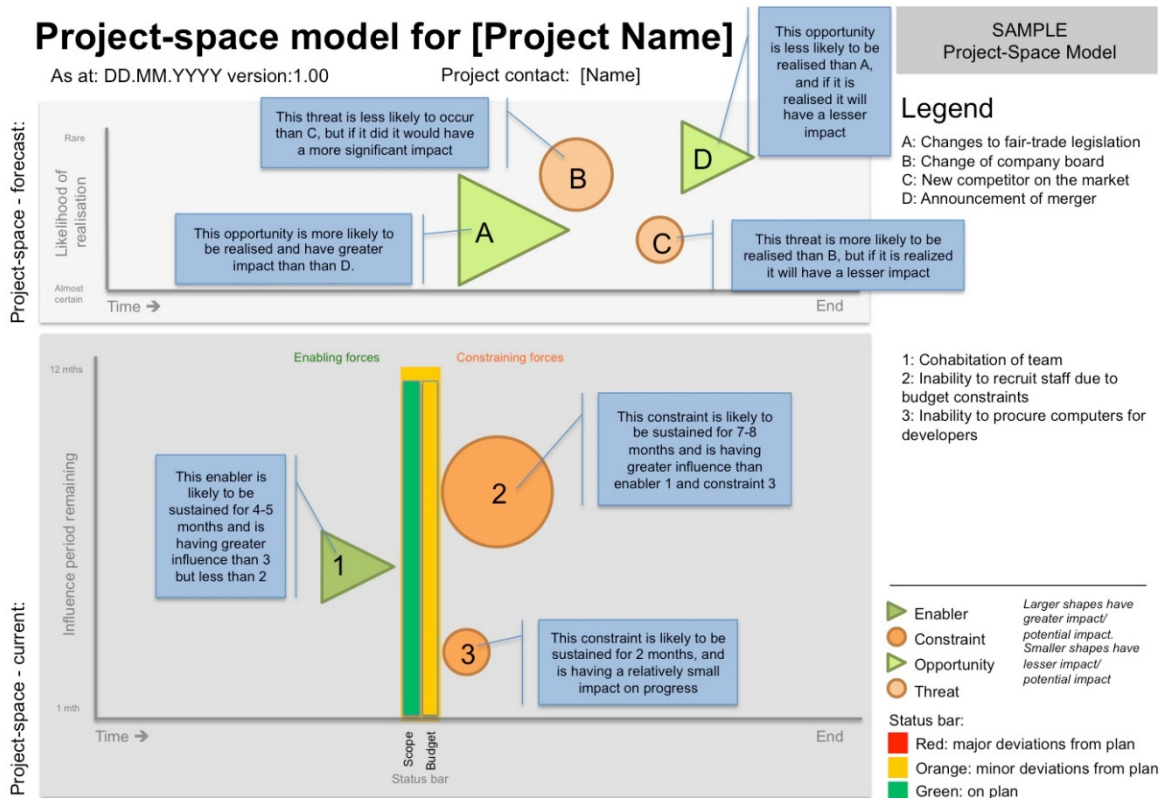 Project-space model for [Project Name]
As at: DD.MM.YYYY version:1.00
Project contact: [Name]
SAMPLE
Project-Space Model
Project-space - forecast:
Rare
Likelihood of
realisation
Almost
certain
Time →
End
This threat is less likely to occur
than C, but if it did it would have
a more significant impact
This opportunity
is less likely to be
realised than A,
and if it is
realised it will
have a lesser
impact
This opportunity is more likely to
be realised and have greater
impact than than D.
This threat is more likely to be
realised than B, but if it is realized
it will have a lesser impact
A
B
C
D
Legend
A: Changes to fair-trade legislation
B: Change of company board
C: New competitor on the market
D: Announcement of merger
Project-space - current:
12 mths
Influence period remaining
1 mth
Time →
End
Enabling forces
Constraining forces
This enabler is
likely to be
sustained for 4-5
months and is
having greater
influence than 3
but less than 2
This constraint is likely to
be sustained for 7-8
months and is having
greater influence than
enabler 1 and constraint 3
This constraint is likely to be
sustained for 2 months, and
is having a relatively small
impact on progress
1
2
3
Scope
Budget
Status bar
1: Cohabitation of team
2: Inability to recruit staff due to
budget constraints
3: Inability to procure computers for
developers
Enabler
Constraint
Opportunity
Threat
Larger shapes have
greater impact/
potential impact.
Smaller shapes have
lesser impact/
potential impact
Status bar:
Red: major deviations from plan
Orange: minor deviations from plan
Green: on plan